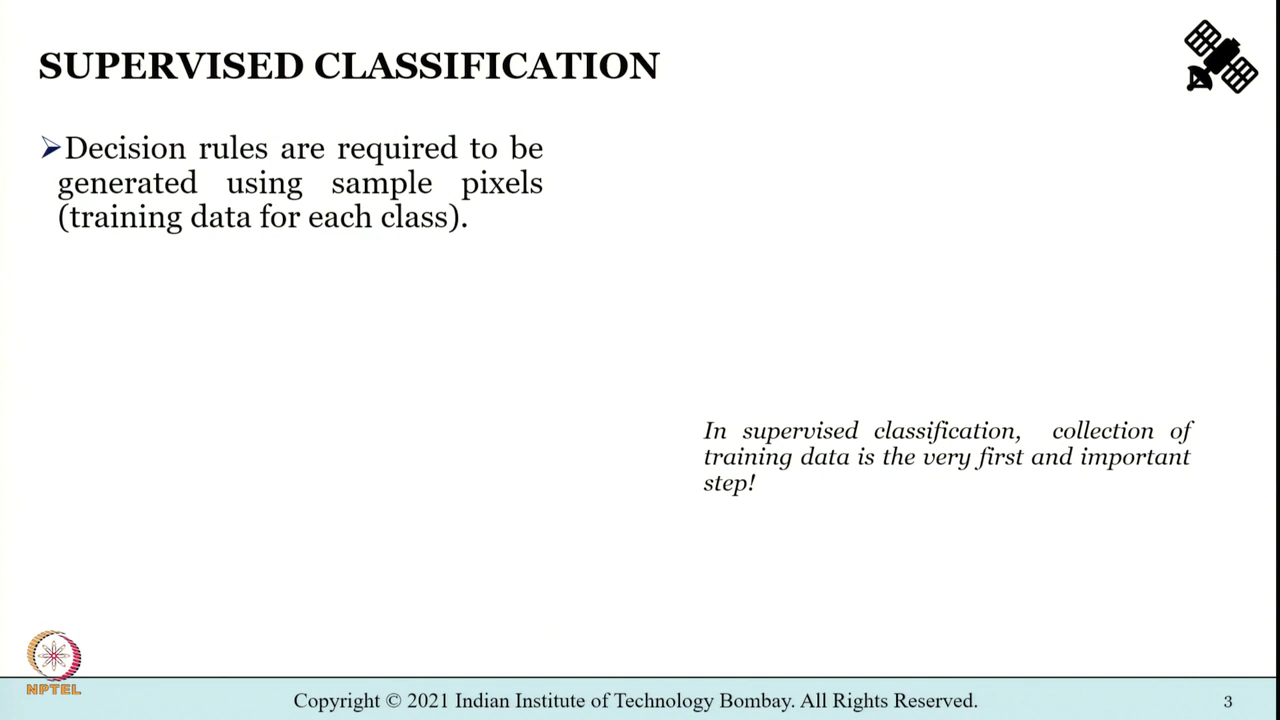 SUPERVISED CLASSIFICATION
➢Decision rules are required to be
generated using sample pixels
(training data for each class).
In supervised classification, collection of
training data is the very first and important
step!
NPTEL
Copyright © 2021 Indian Institute of Technology Bombay. All Rights Reserved.
3